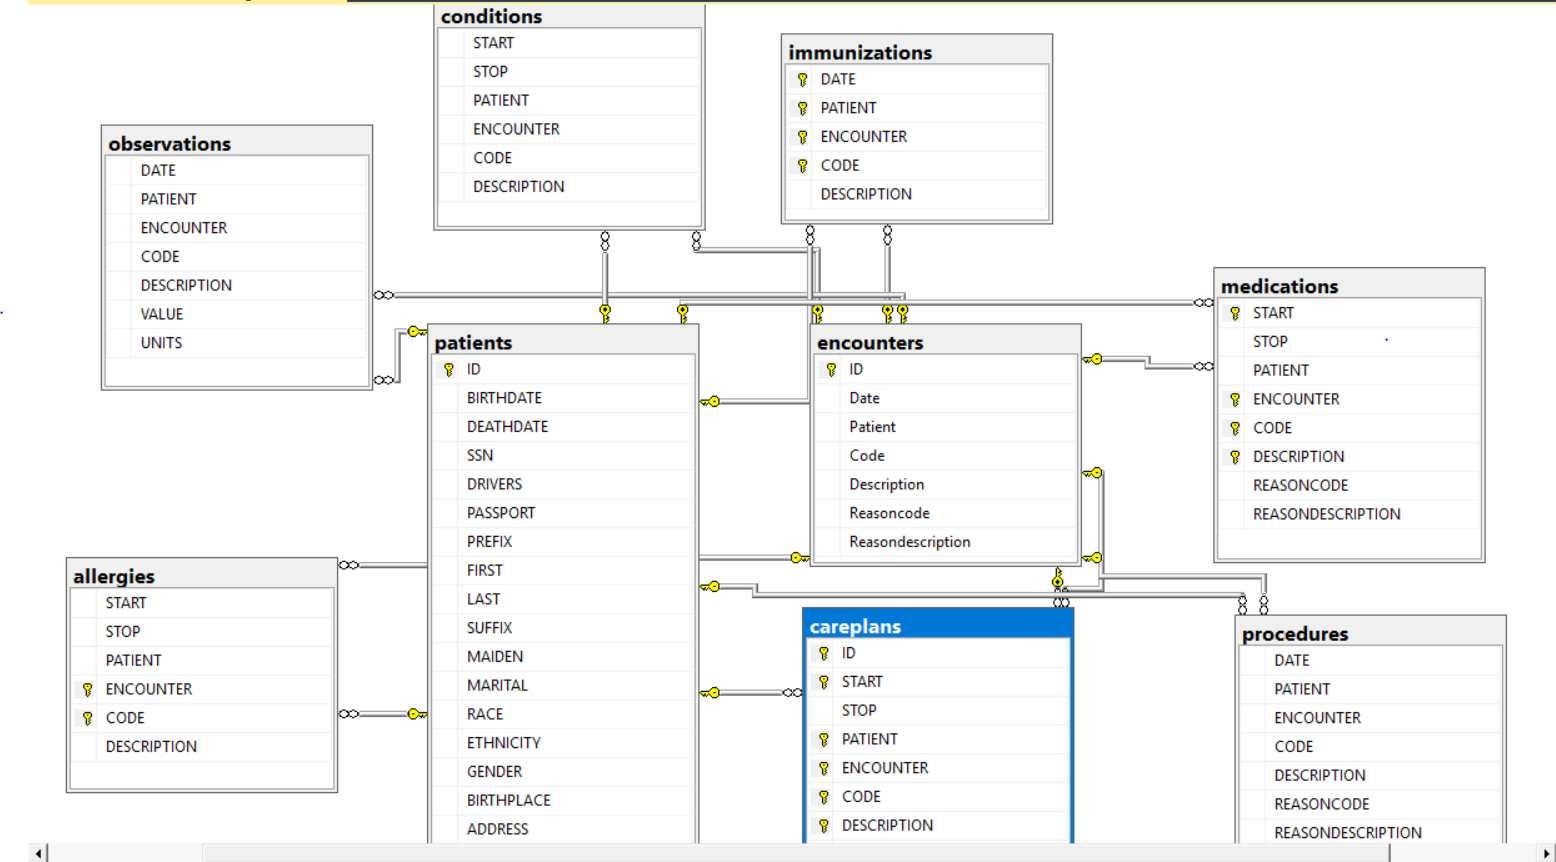 conditions
START
STOP
PATIENT
ENCOUNTER
CODE
DESCRIPTION
immunizations
DATE
PATIENT
ENCOUNTER
CODE
DESCRIPTION
observations
DATE
PATIENT
ENCOUNTER
CODE
DESCRIPTION
VALUE
UNITS
medications
START
STOP
PATIENT
ENCOUNTER
CODE
DESCRIPTION
REASONCODE
REASONDESCRIPTION
patients
ID
BIRTHDATE
DEATHDATE
SSN
DRIVERS
PASSPORT
PREFIX
FIRST
LAST
SUFFIX
MAIDEN
MARITAL
RACE
ETHNICITY
GENDER
BIRTHPLACE
ADDRESS
encounters
ID
Date
Patient
Code
Description
Reasoncode
Reasondescription
allergies
START
STOP
PATIENT
ENCOUNTER
CODE
DESCRIPTION
careplans
ID
START
STOP
PATIENT
ENCOUNTER
CODE
DESCRIPTION
procedures
DATE
PATIENT
ENCOUNTER
CODE
DESCRIPTION
REASONCODE
REASONDESCRIPTION